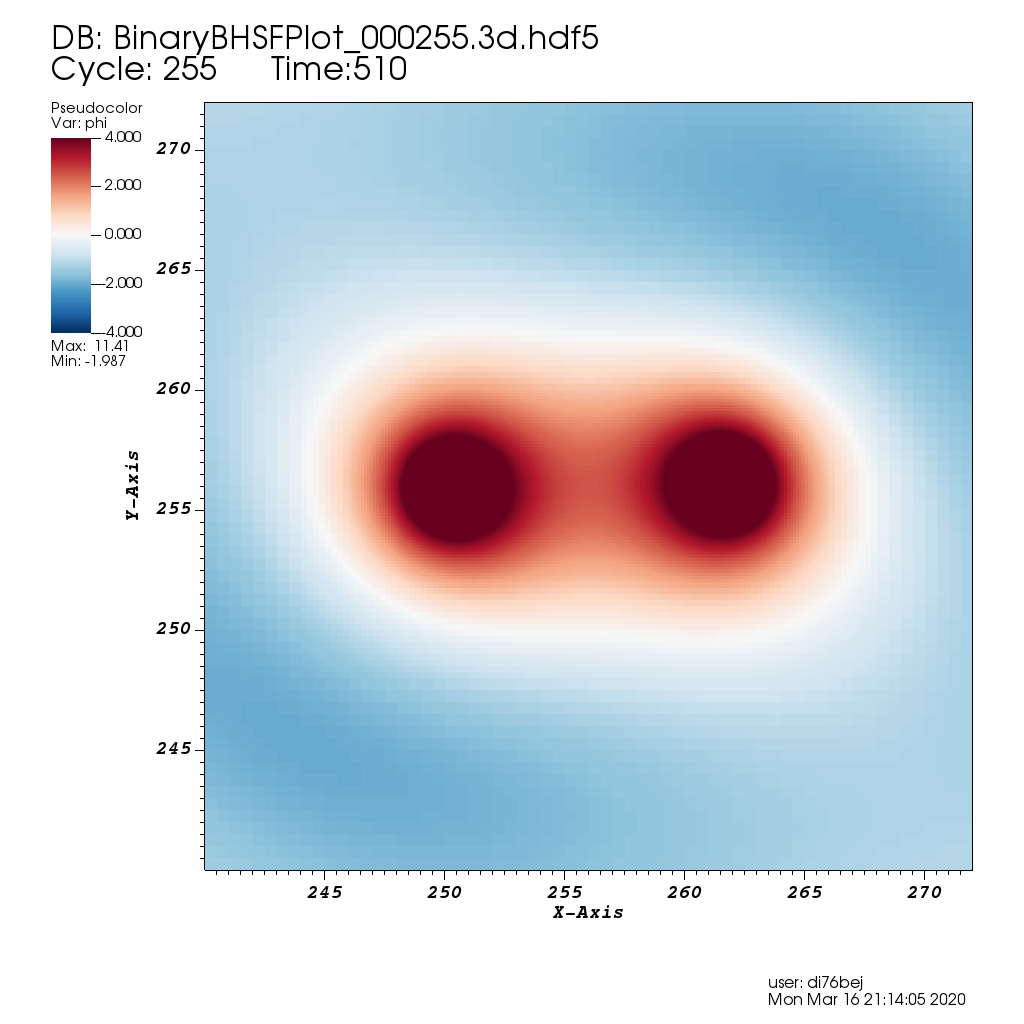 DB: BinaryBHSFPlot_000255.3d.hdf5
Cycle: 255 Time:510
Pseudocolor
Var: phi
4.000
2.000
0.000
-2.000
-4.000
Max: 11.41
Min: -1.987
270
265
260
255
250
245
Y-Axis
245 250 255 260 265 270
X-Axis
user: di76bej
Mon Mar 16 21:14:05 2020